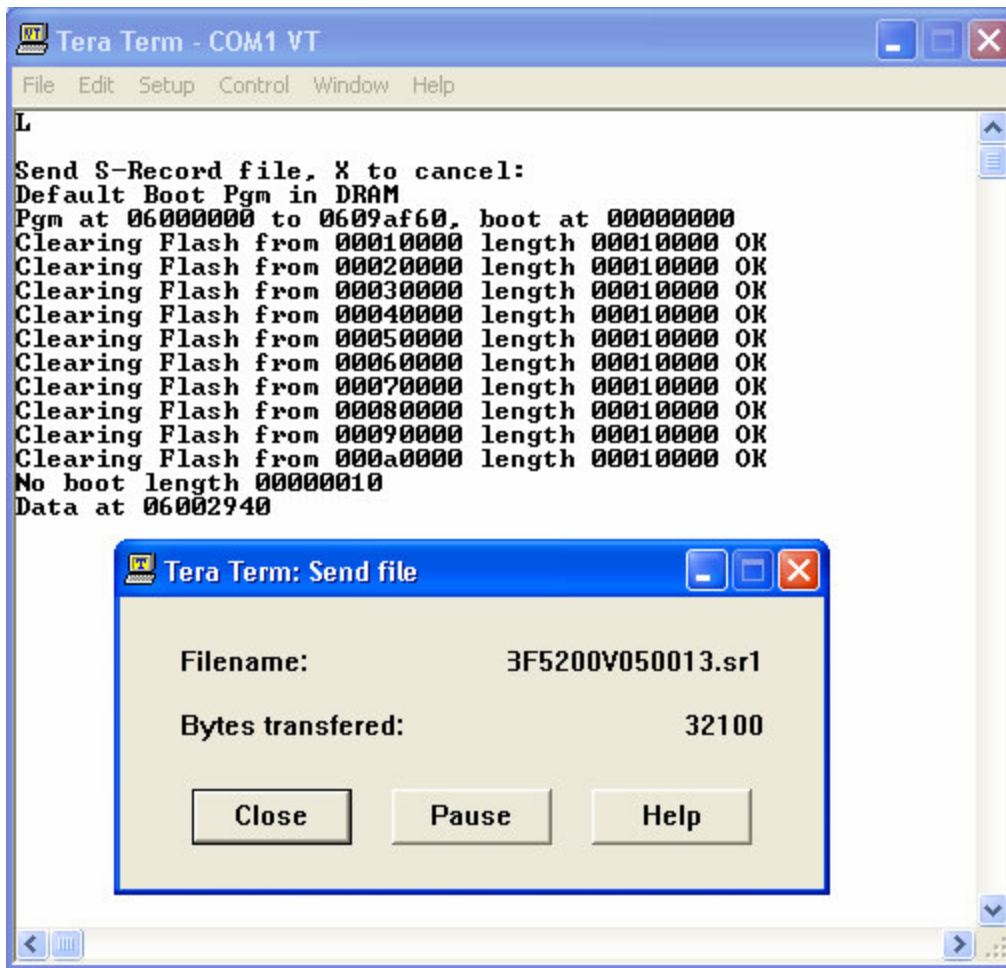 Tera Term - COM1 VT
File Edit Setup Control Window Help
L
Send S-Record file, X to cancel:
Default Boot Pgm in DRAM
Pgm at 06000000 to 0609af60, boot at 00000000
Clearing Flash from 00010000 length 00010000 OK
Clearing Flash from 00020000 length 00010000 OK
Clearing Flash from 00030000 length 00010000 OK
Clearing Flash from 00040000 length 00010000 OK
Clearing Flash from 00050000 length 00010000 OK
Clearing Flash from 00060000 length 00010000 OK
Clearing Flash from 00070000 length 00010000 OK
Clearing Flash from 00080000 length 00010000 OK
Clearing Flash from 00090000 length 00010000 OK
Clearing Flash from 000a0000 length 00010000 OK
No boot length 00000010
Data at 06002940
Tera Term: Send file
Filename: 3F5200V050013.sr1
Bytes transfered: 32100
Close Pause Help